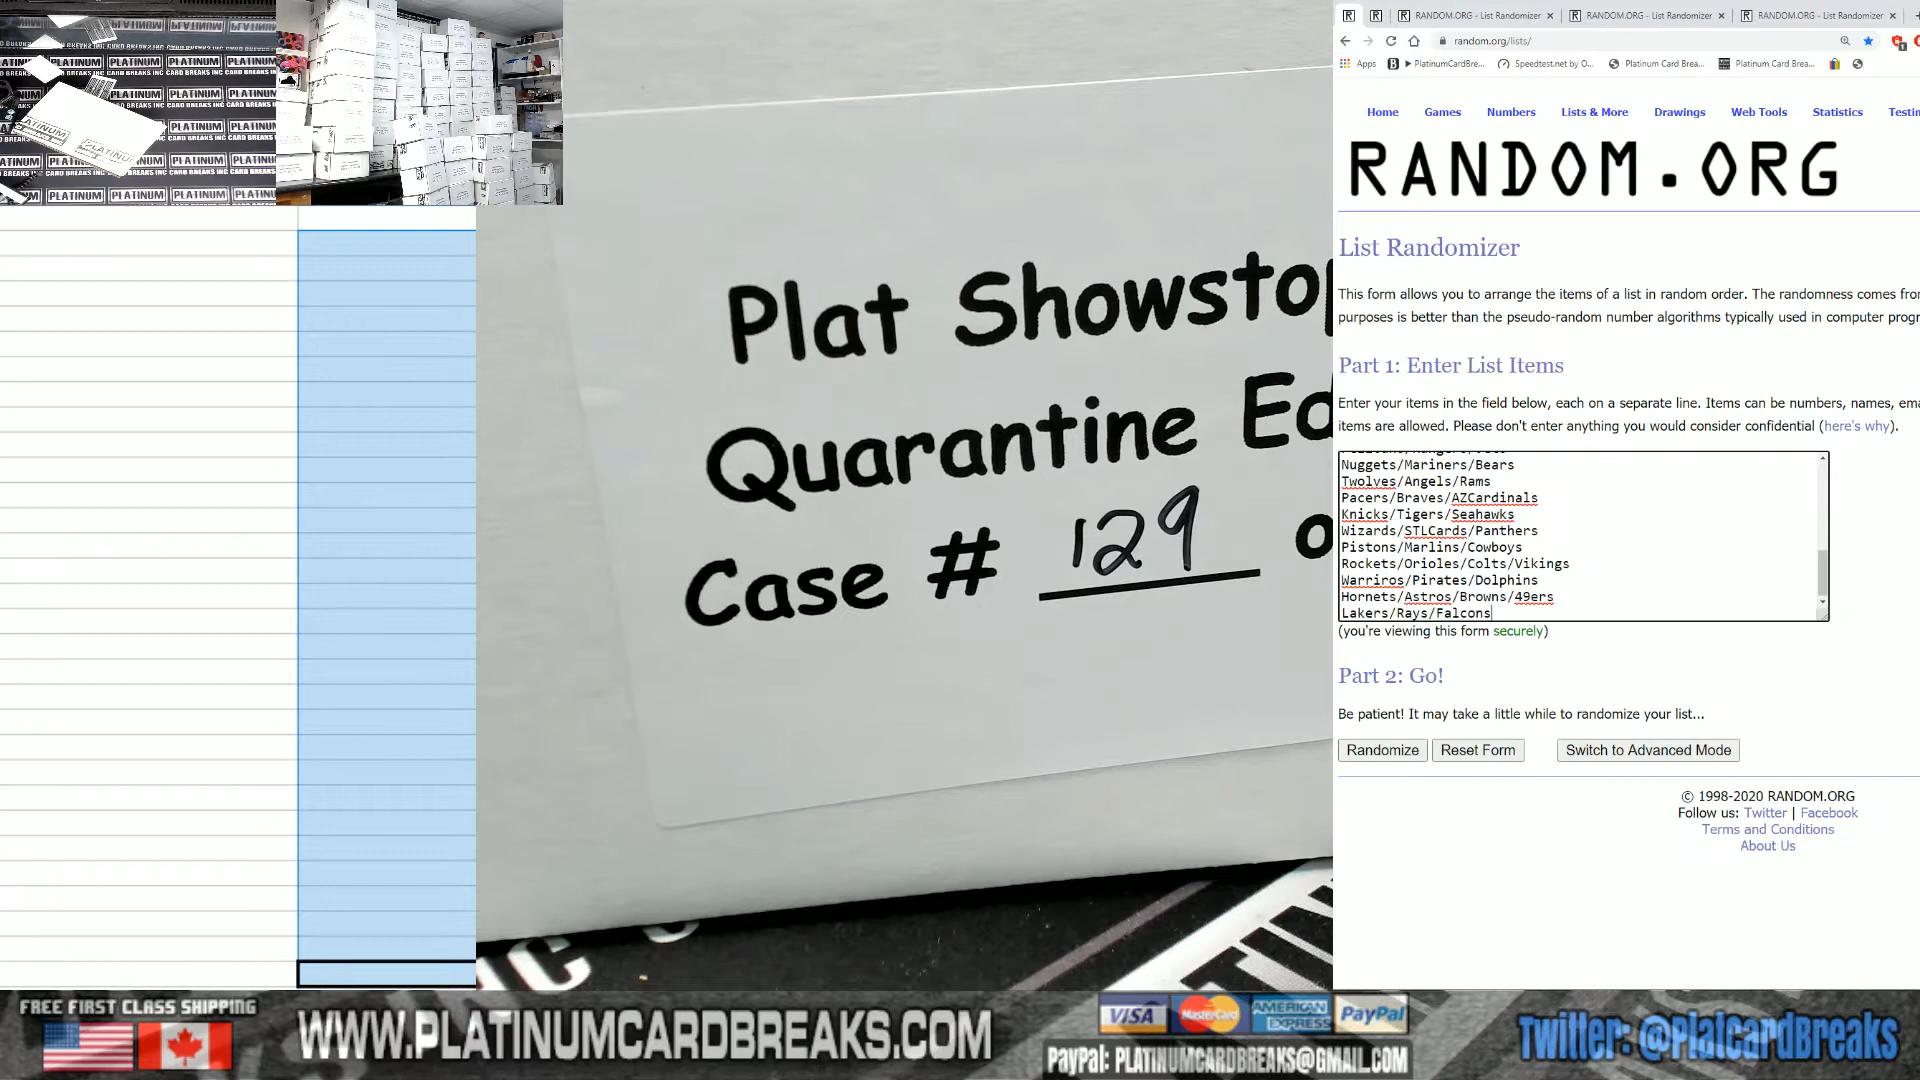 PLATINUM
CARD BREAKS INC
Plat Showstop
Quarantine Ed
Case # 129 o
RANDOM.ORG - List Randomizer
RANDOM.ORG - List Randomizer
RANDOM.ORG - List Randomizer
random.org/lists/
Apps
PlatinumCardBre...
Speedtest.net by O...
Platinum Card Brea...
Platinum Card Brea...
Home Games Numbers Lists & More Drawings Web Tools Statistics Testin
RANDOM.ORG
List Randomizer
This form allows you to arrange the items of a list in random order. The randomness comes fro
purposes is better than the pseudo-random number algorithms typically used in computer progr
Part 1: Enter List Items
Enter your items in the field below, each on a separate line. Items can be numbers, names, ema
items are allowed. Please don't enter anything you would consider confidential (here's why).
Nuggets/Mariners/Bears
Twolves/Angels/Rams
Pacers/Braves/AZCardinals
Knicks/Tigers/Seahawks
Wizards/STLCards/Panthers
Pistons/Marlins/Cowboys
Rockets/Orioles/Colts/Vikings
Warriros/Pirates/Dolphins
Hornets/Astros/Browns/49ers
Lakers/Rays/Falcons
(you're viewing this form securely)
Part 2: Go!
Be patient! It may take a little while to randomize your list...
Randomize Reset Form Switch to Advanced Mode
© 1998-2020 RANDOM.ORG
Follow us: Twitter | Facebook
Terms and Conditions
About Us
FREE FIRST CLASS SHIPPING
WWW.PLATINUMCARDBREAKS.COM
VISA MasterCard AMERICAN EXPRESS PayPal
PayPal: PLATINUMCARDBREAKS@GMAIL.COM
Twitter: @PlatcardBreaks